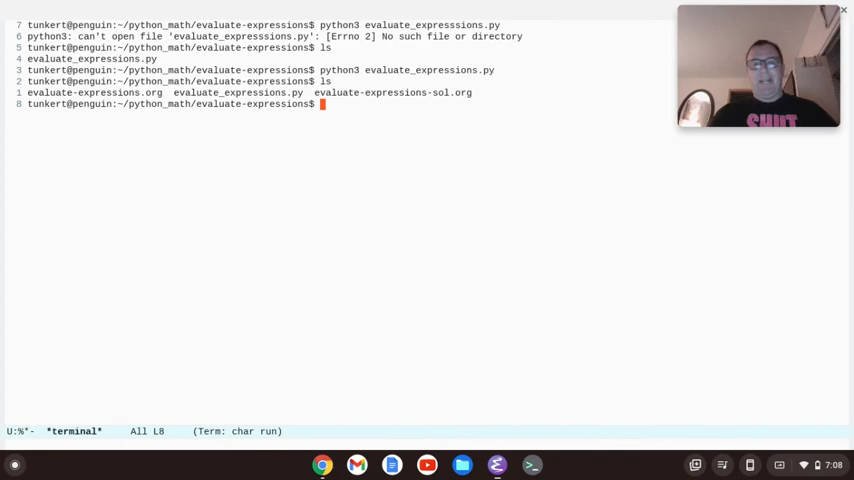 7 tunkert@penguin:~/python_math/evaluate-expressions$ python3 evaluate_expresssions.py
6 python3: can't open file 'evaluate_expresssions.py': [Errno 2] No such file or directory
5 tunkert@penguin:~/python_math/evaluate-expressions$ ls
4 evaluate_expressions.py
3 tunkert@penguin:~/python_math/evaluate-expressions$ python3 evaluate_expressions.py
2 tunkert@penguin:~/python_math/evaluate-expressions$ ls
1 evaluate-expressions.org  evaluate_expressions.py  evaluate-expressions-sol.org
8 tunkert@penguin:~/python_math/evaluate-expressions$
SHUT
U:%*-  *terminal*  All L8  (Term: char run)
7:08